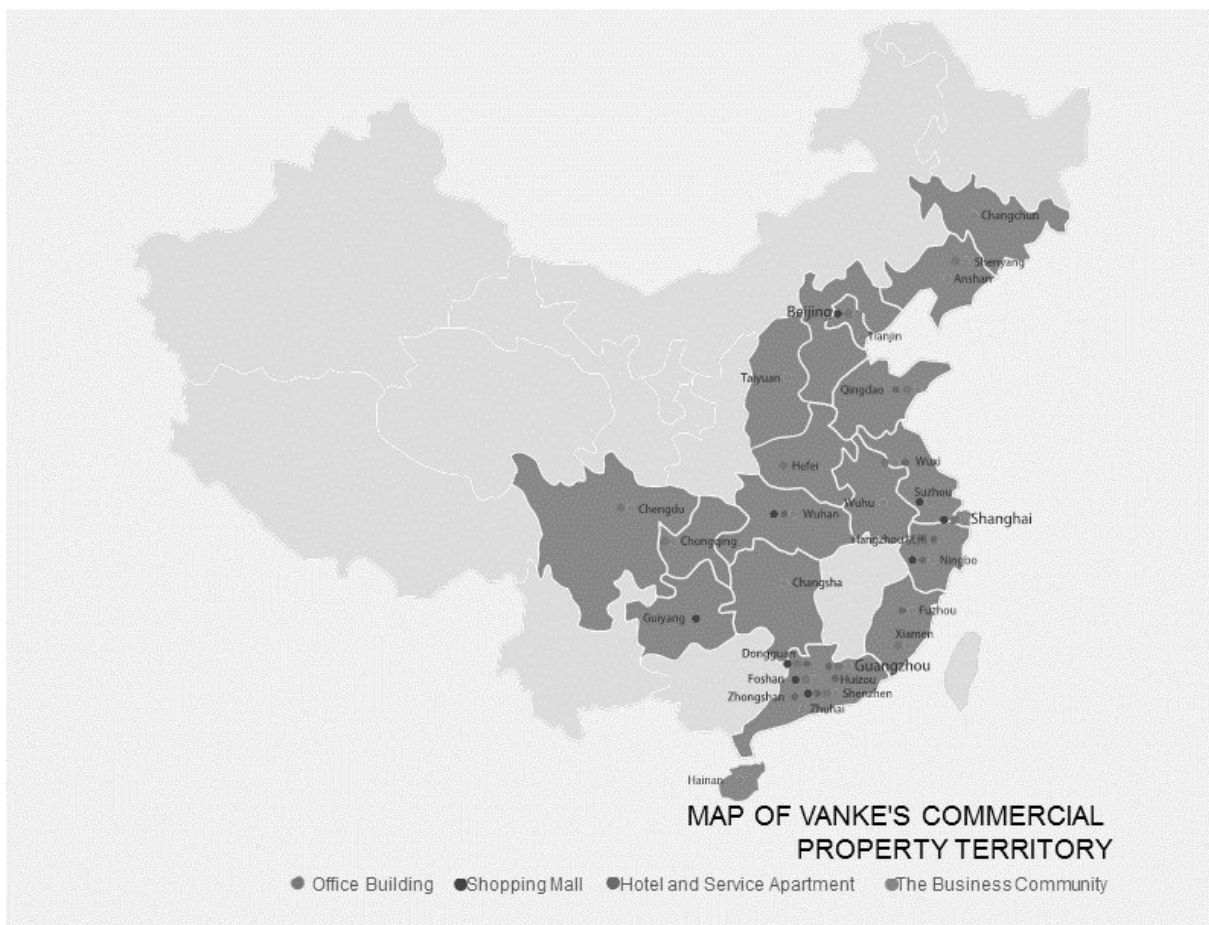 Changchun
Shenyang
Anshan
Beijing
Tianjin
Taiyuan
Qingdao
Hefei
Wuxi
Suzhou
Chengdu
Wuhan
Wuhu
Shanghai
Chongqing
Hangzhou
Ningbo
Changsha
Guiyang
Fuzhou
Xiamen
Dongguan
Guangzhou
Foshan
Huizou
Zhongshan
Shenzhen
Zhuhai
Hainan
MAP OF VANKE'S COMMERCIAL
PROPERTY TERRITORY
Office Building Shopping Mall Hotel and Service Apartment The Business Community